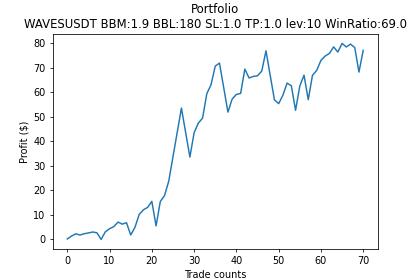 Portfolio
WAVESUSDT BBM:1.9 BBL:180 SL:1.0 TP:1.0 lev:10 WinRatio:69.0
80
70
60
50
40
30
20
10
0
Profit ($)
0 10 20 30 40 50 60 70
Trade counts